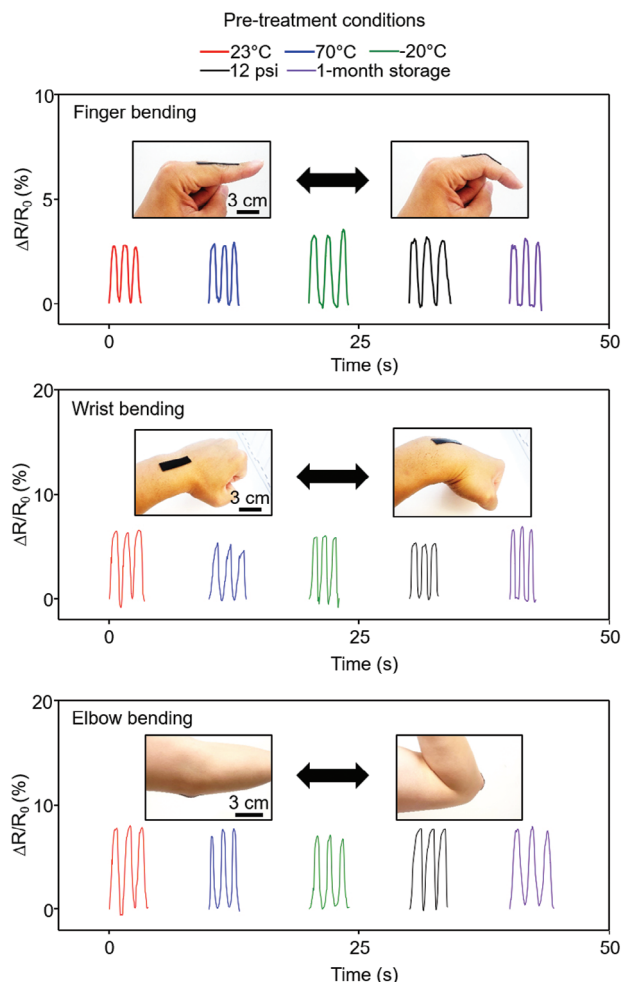 Pre-treatment conditions
23°C 70°C -20°C
12 psi 1-month storage
10
Finger bending
ΔR/R0 (%)
5
3 cm
0
0 25 50
Time (s)
20
Wrist bending
ΔR/R0 (%)
10
3 cm
0
0 25 50
Time (s)
20
Elbow bending
ΔR/R0 (%)
10
3 cm
0
0 25 50
Time (s)